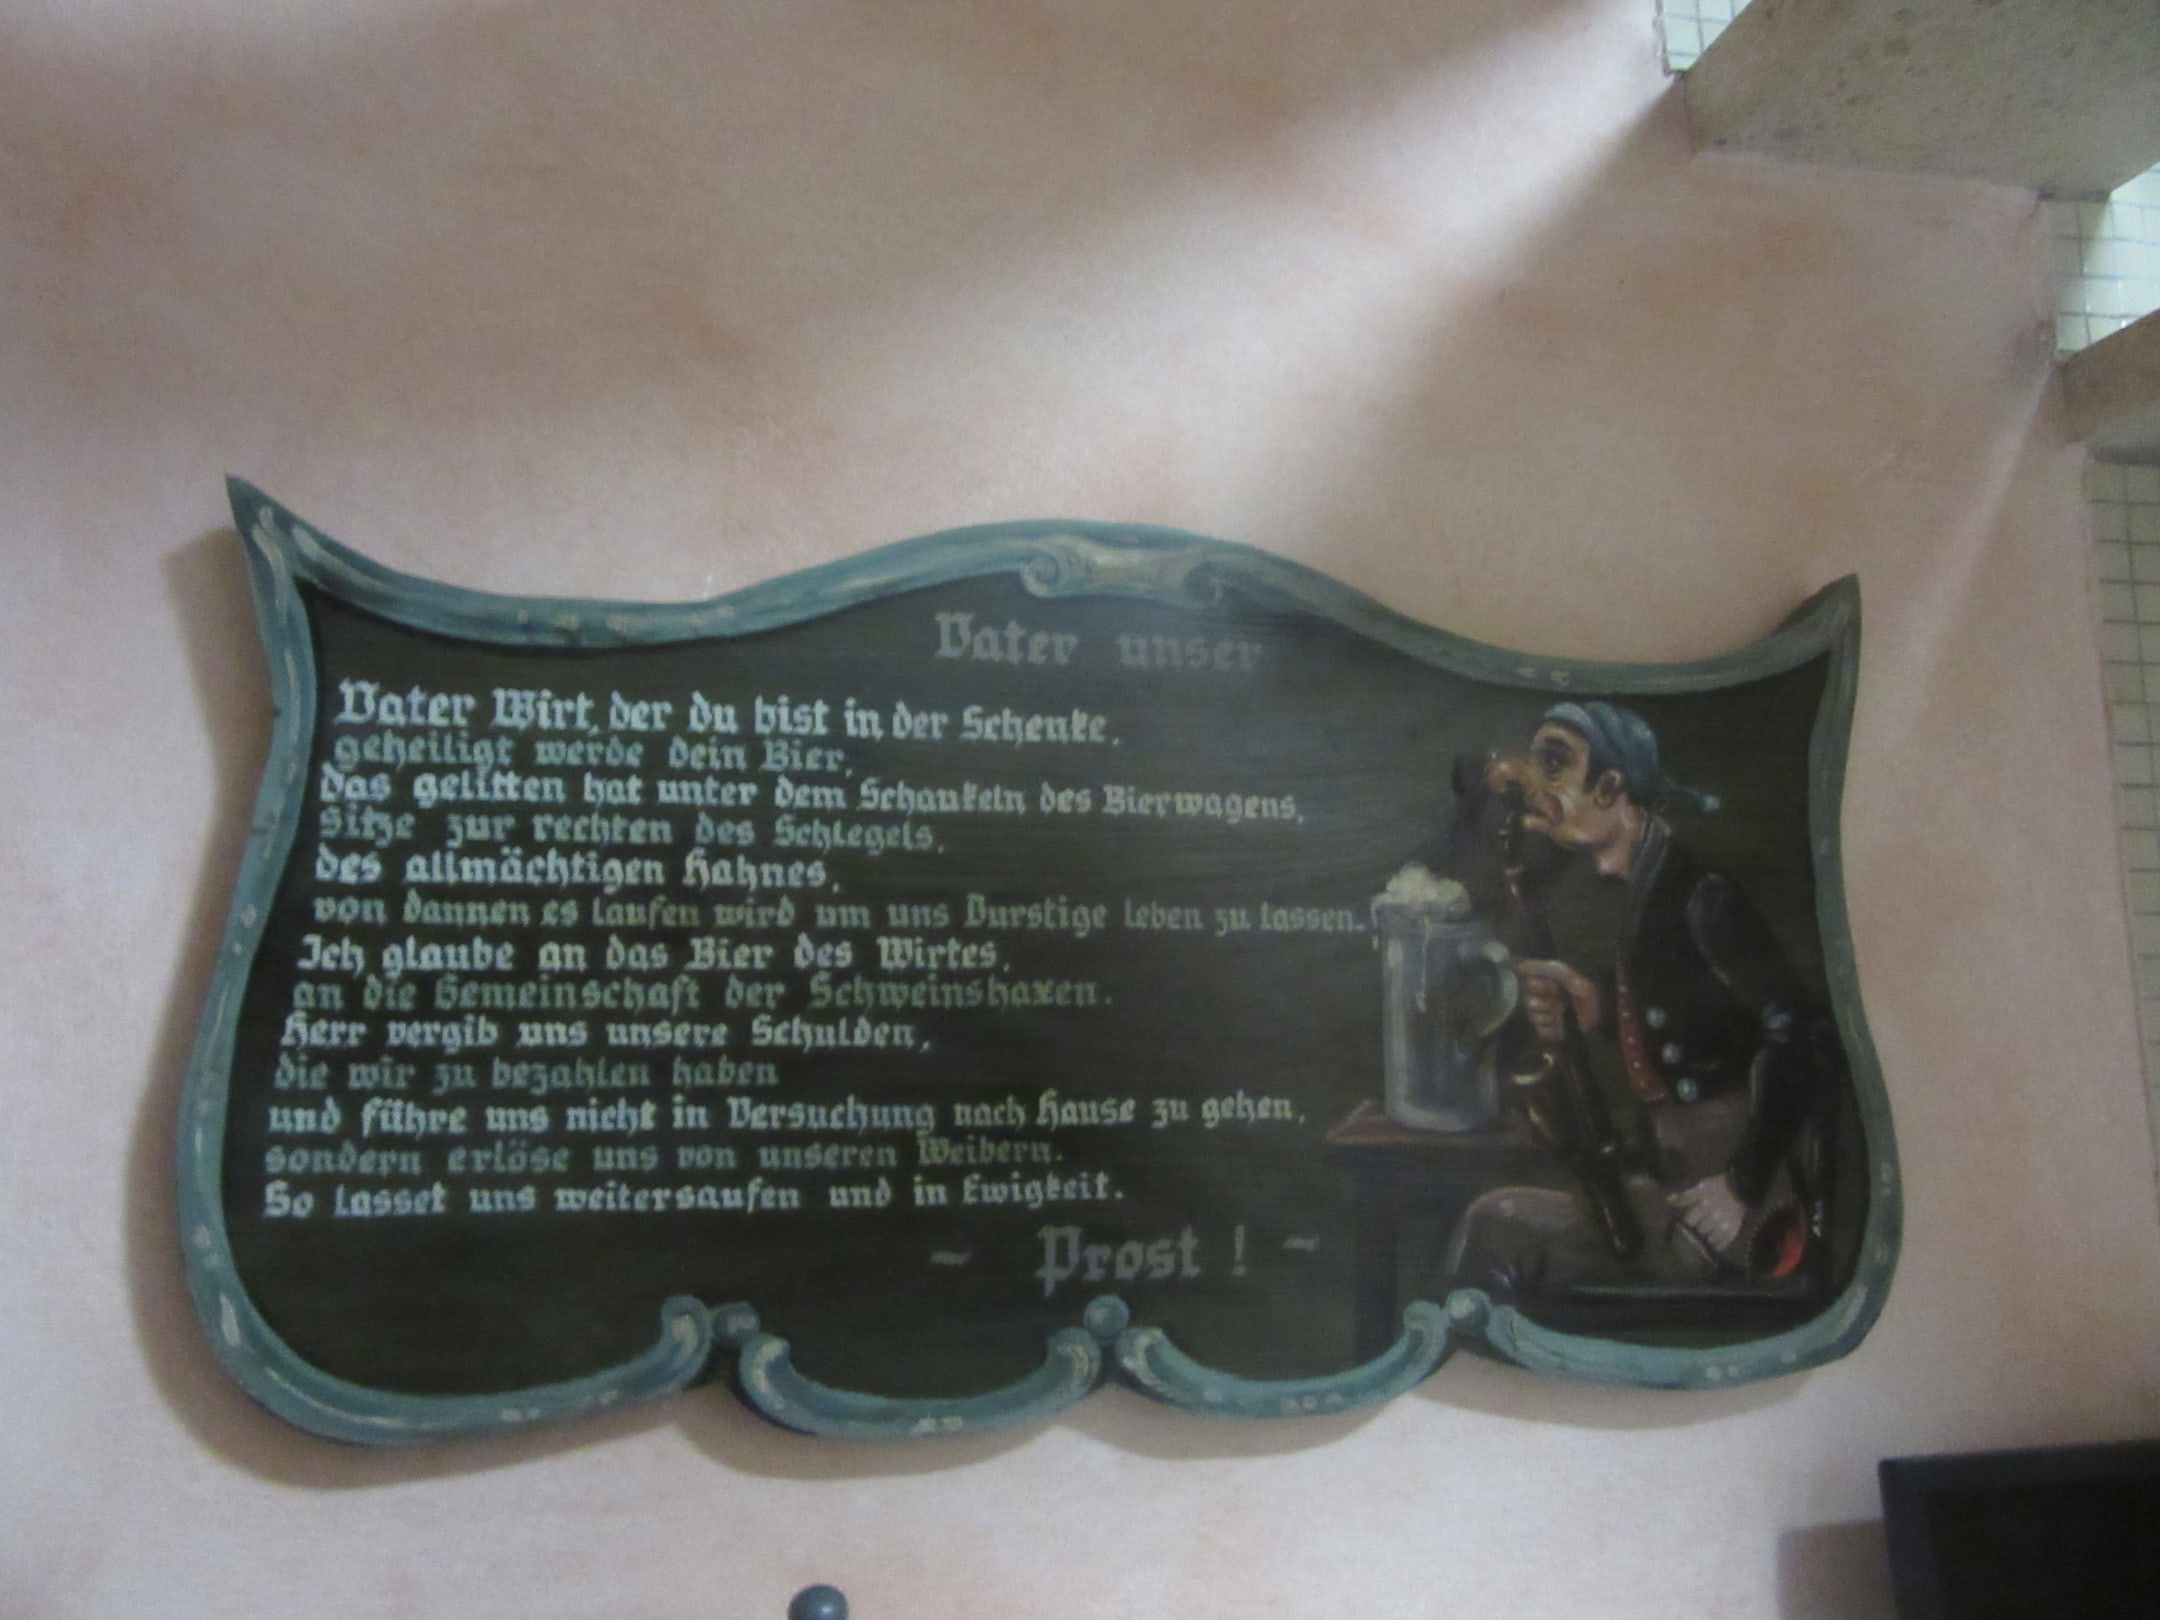 Vater unser
Vater Wirt, der du bist in der Schenke,
geheiligt werde dein Bier,
das gelitten hat unter dem Schaukeln des Bierwagens,
Sitze zur rechten des Schlegels,
des allmächtigen Hahnes,
von dannen es laufen wird um uns Durstige leben zu lassen.
Ich glaube an das Bier des Wirtes,
an die Gemeinschaft der Schweinshaxen.
Herr vergib uns unsere Schulden,
die wir zu bezahlen haben
und führe uns nicht in Versuchung nach Hause zu gehen,
sondern erlöse uns von unseren Weibern.
So lasset uns weitersaufen und in Ewigkeit.
~ Prost ! ~